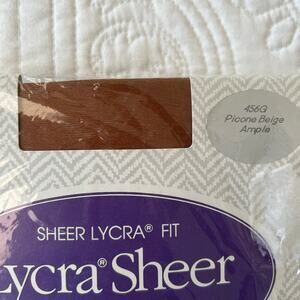 456G
Picone Beige
Ample
SHEER LYCRA® FIT
Lycra® Sheer